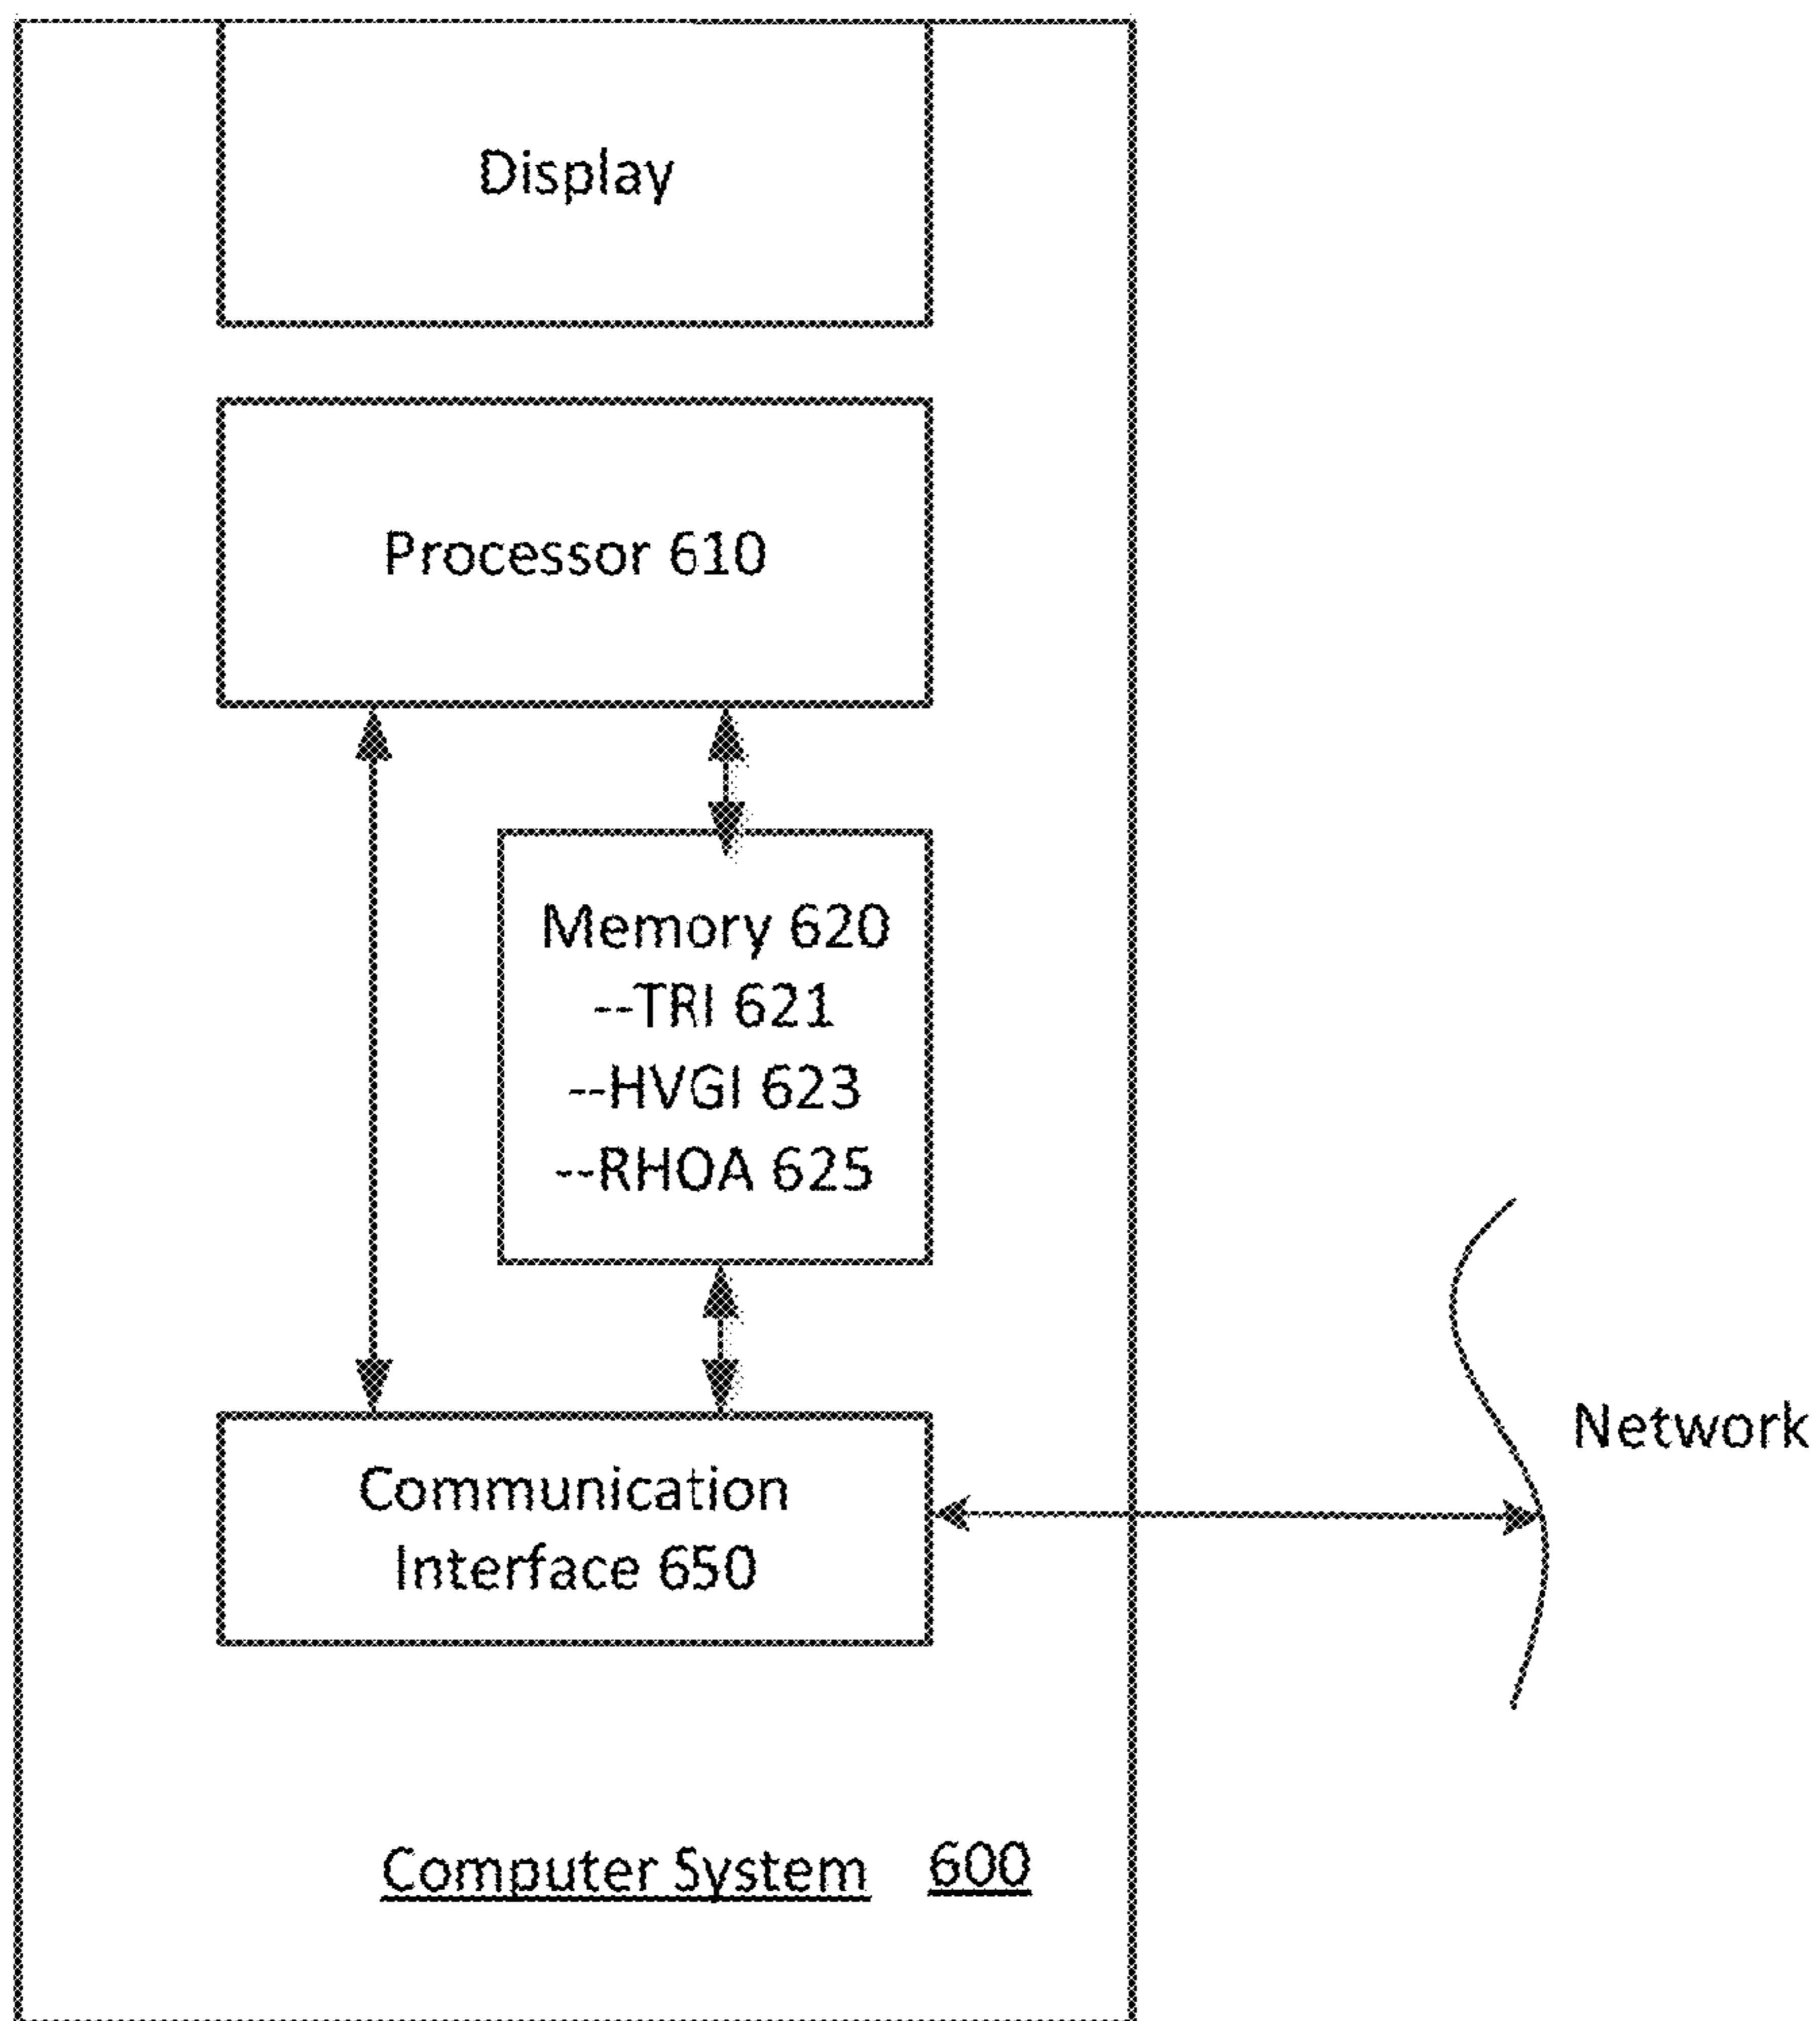 Display
Processor 610
Memory 620
--TRI 621
--HVGI 623
--RHOA 625
Network
Communication
Interface 650
Computer System 600